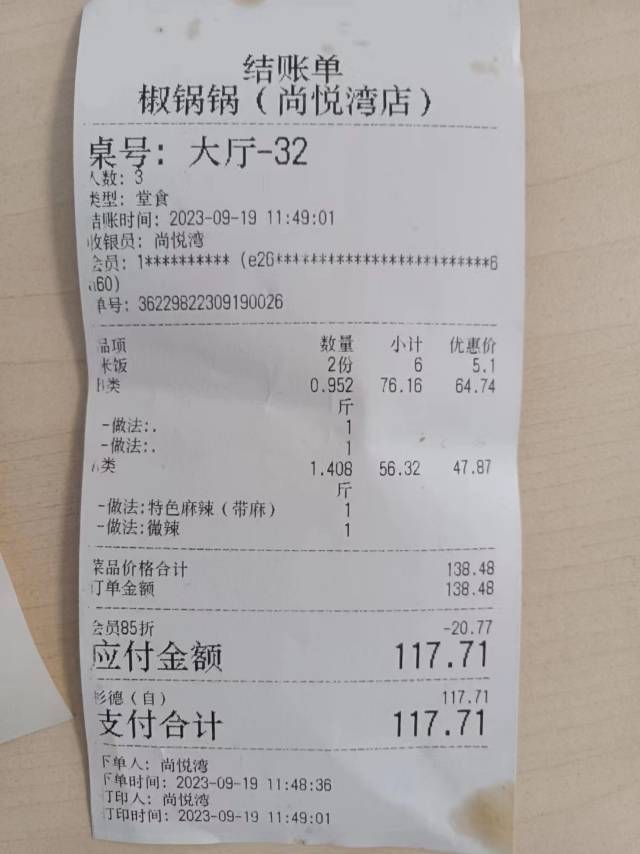 结账单
椒锅锅（尚悦湾店）
桌号: 大厅-32
人数: 3
类型: 堂食
结账时间: 2023-09-19 11:49:01
收银员: 尚悦湾
会员: 1********** (e26*************************6
a60)
单号: 36229822309190026
品项 数量 小计 优惠价
米饭 2份 6 5.1
B类 0.952 76.16 64.74
斤
-做法:. 1
-做法:. 1
类 1.408 56.32 47.87
斤
-做法:特色麻辣（带麻） 1
-做法:微辣 1
菜品价格合计 138.48
订单金额 138.48
会员85折 -20.77
应付金额 117.71
德（自） 117.71
支付合计 117.71
下单人: 尚悦湾
下单时间: 2023-09-19 11:48:36
打印人: 尚悦湾
打印时间: 2023-09-19 11:49:01